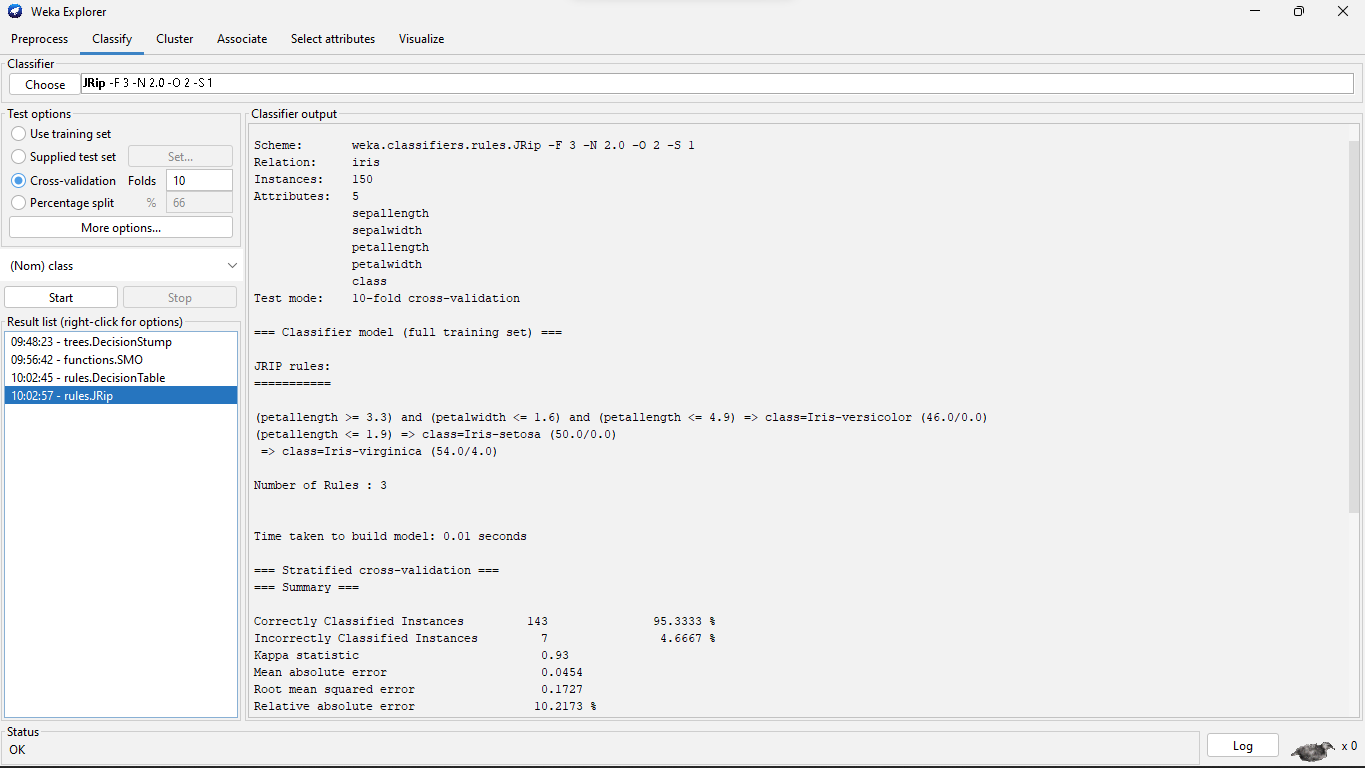 Weka Explorer
Preprocess Classify Cluster Associate Select attributes Visualize
Classifier
Choose JRip -F 3 -N 2.0 -O 2 -S 1
Test options
Use training set
Supplied test set Set...
Cross-validation Folds 10
Percentage split % 66
More options...
(Nom) class
Start Stop
Result list (right-click for options)
09:48:23 - trees.DecisionStump
09:56:42 - functions.SMO
10:02:45 - rules.DecisionTable
10:02:57 - rules.JRip
Classifier output
Scheme: weka.classifiers.rules.JRip -F 3 -N 2.0 -O 2 -S 1
Relation: iris
Instances: 150
Attributes: 5
sepallength
sepalwidth
petallength
petalwidth
class
Test mode: 10-fold cross-validation
=== Classifier model (full training set) ===
JRIP rules:
===========
(petallength >= 3.3) and (petalwidth <= 1.6) and (petallength <= 4.9) => class=Iris-versicolor (46.0/0.0)
(petallength <= 1.9) => class=Iris-setosa (50.0/0.0)
=> class=Iris-virginica (54.0/4.0)
Number of Rules : 3
Time taken to build model: 0.01 seconds
=== Stratified cross-validation ===
=== Summary ===
Correctly Classified Instances 143 95.3333 %
Incorrectly Classified Instances 7 4.6667 %
Kappa statistic 0.93
Mean absolute error 0.0454
Root mean squared error 0.1727
Relative absolute error 10.2173 %
Status
OK
Log x 0